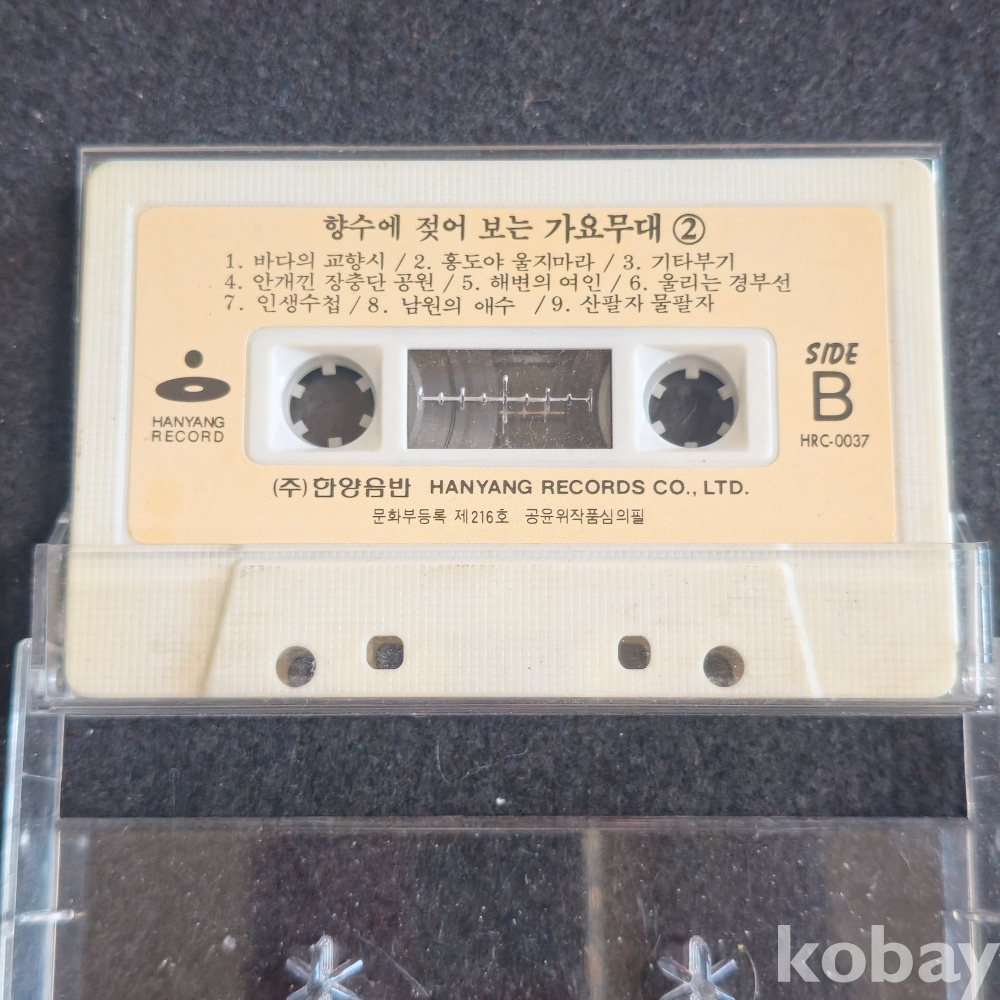 향수에 젖어 보는 가요무대 ②
1. 바다의 교향시 / 2. 홍도야 울지마라 / 3. 기타부기
4. 안개낀 장충단 공원 / 5. 해변의 여인 / 6. 울리는 경부선
7. 인생수첩 / 8. 남원의 애수 / 9. 산팔자 물팔자
SIDE
B
HRC-0037
HANYANG
RECORD
(주) 한양음반 HANYANG RECORDS CO., LTD.
문화부등록 제216호 공윤위작품심의필
kobay